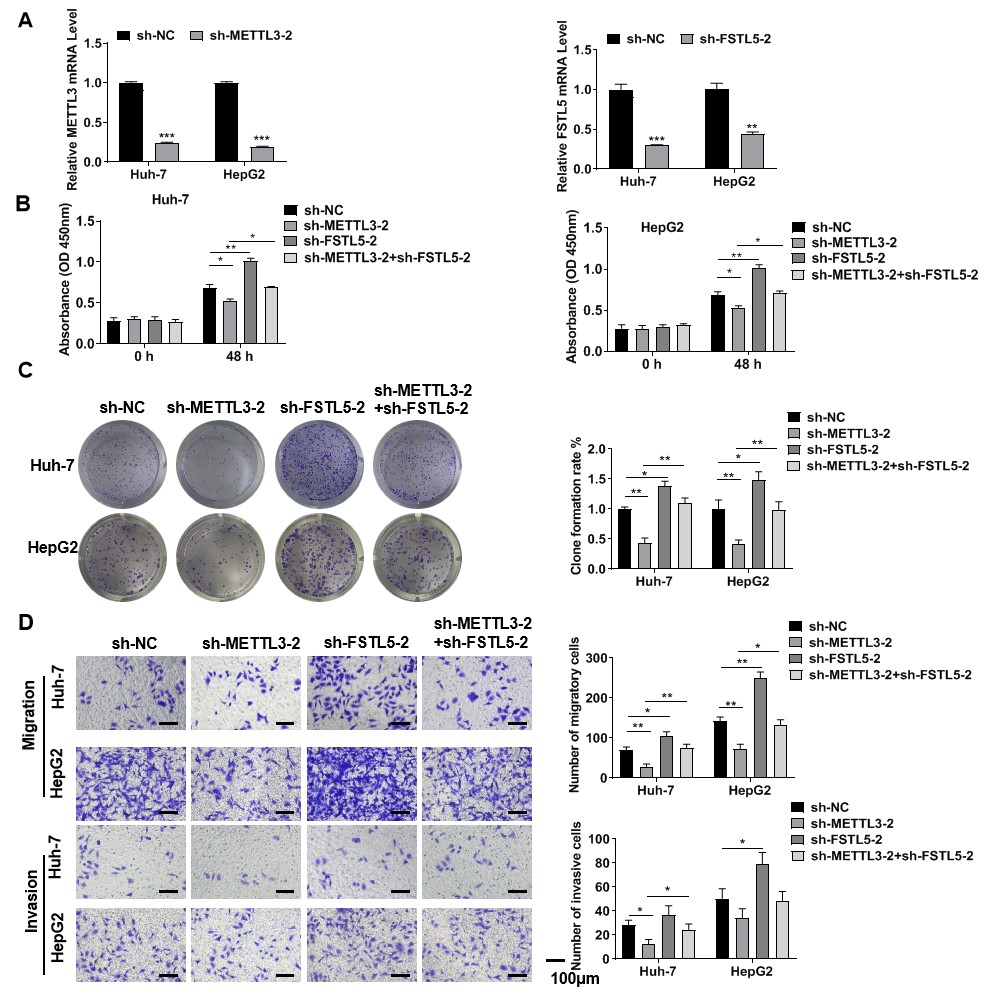 A
sh-NC sh-METTL3-2
Relative METTL3 mRNA Level
1.5
1.0
0.5
0.0
***
***
Huh-7 HepG2
sh-NC sh-FSTL5-2
Relative FSTL5 mRNA Level
1.5
1.0
0.5
0.0
***
**
Huh-7 HepG2
B
Huh-7
Absorbance (OD 450nm)
1.5
1.0
0.5
0.0
*
**
*
0 h 48 h
sh-NC
sh-METTL3-2
sh-FSTL5-2
sh-METTL3-2+sh-FSTL5-2
HepG2
Absorbance (OD 450nm)
1.5
1.0
0.5
0.0
*
**
*
0 h 48 h
sh-NC
sh-METTL3-2
sh-FSTL5-2
sh-METTL3-2+sh-FSTL5-2
C
sh-NC sh-METTL3-2 sh-FSTL5-2 sh-METTL3-2
+sh-FSTL5-2
Huh-7
HepG2
Clone formation rate %
2.0
1.5
1.0
0.5
0.0
**
*
**
**
*
**
Huh-7 HepG2
sh-NC
sh-METTL3-2
sh-FSTL5-2
sh-METTL3-2+sh-FSTL5-2
D
sh-NC sh-METTL3-2 sh-FSTL5-2 sh-METTL3-2
+sh-FSTL5-2
Migration
Huh-7
HepG2
Invasion
Huh-7
HepG2
100μm
Number of migratory cells
300
200
100
0
**
*
**
**
**
*
Huh-7 HepG2
sh-NC
sh-METTL3-2
sh-FSTL5-2
sh-METTL3-2+sh-FSTL5-2
Number of invasive cells
100
80
60
40
20
0
*
*
*
Huh-7 HepG2
sh-NC
sh-METTL3-2
sh-FSTL5-2
sh-METTL3-2+sh-FSTL5-2